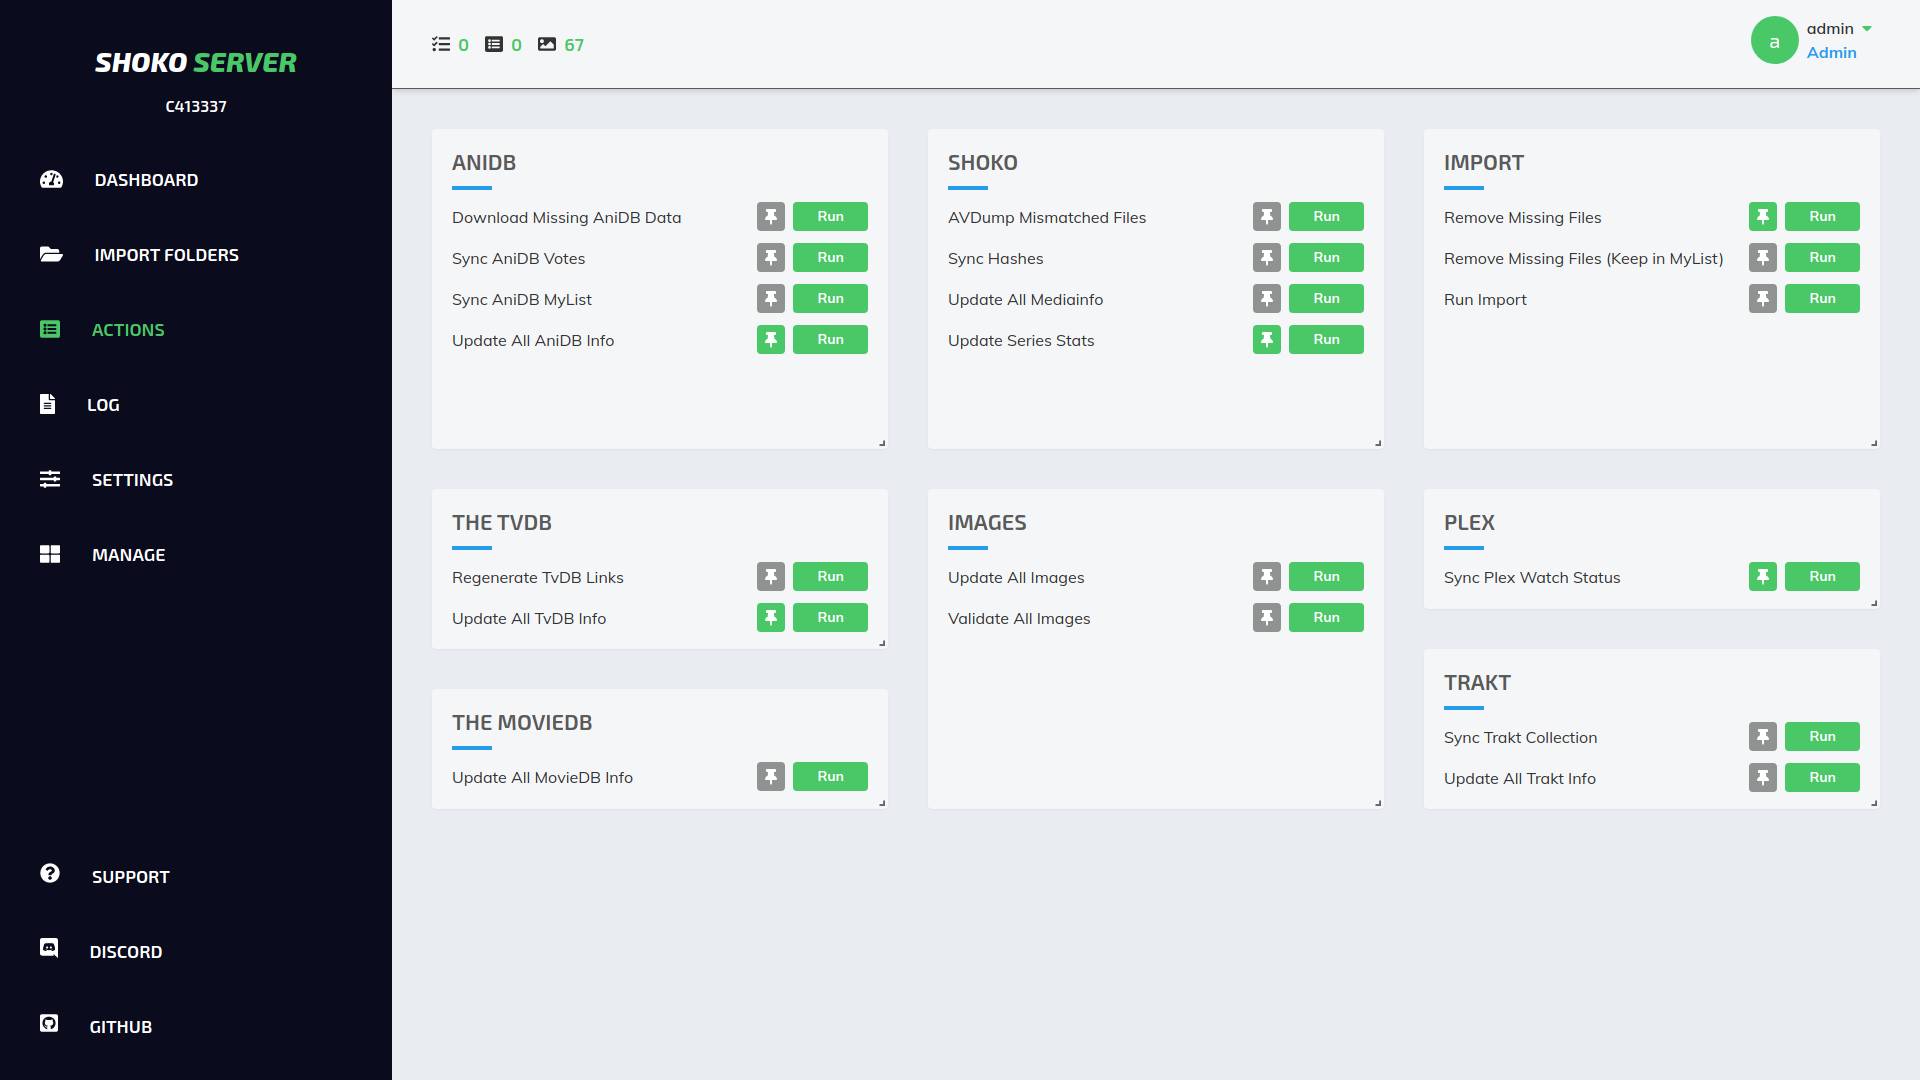 SHOKO SERVER
C413337
DASHBOARD
IMPORT FOLDERS
ACTIONS
LOG
SETTINGS
MANAGE
SUPPORT
DISCORD
GITHUB
0 0 67
a
admin
Admin
ANIDB
Download Missing AniDB Data Run
Sync AniDB Votes Run
Sync AniDB MyList Run
Update All AniDB Info Run
SHOKO
AVDump Mismatched Files Run
Sync Hashes Run
Update All Mediainfo Run
Update Series Stats Run
IMPORT
Remove Missing Files Run
Remove Missing Files (Keep in MyList) Run
Run Import Run
THE TVDB
Regenerate TvDB Links Run
Update All TvDB Info Run
IMAGES
Update All Images Run
Validate All Images Run
PLEX
Sync Plex Watch Status Run
THE MOVIEDB
Update All MovieDB Info Run
TRAKT
Sync Trakt Collection Run
Update All Trakt Info Run